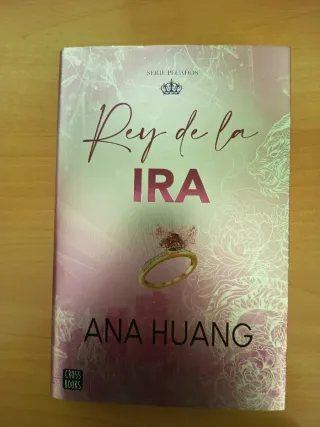 SERIE PECADOS
Rey de la
IRA
ANA HUANG
CROSS
BOOKS